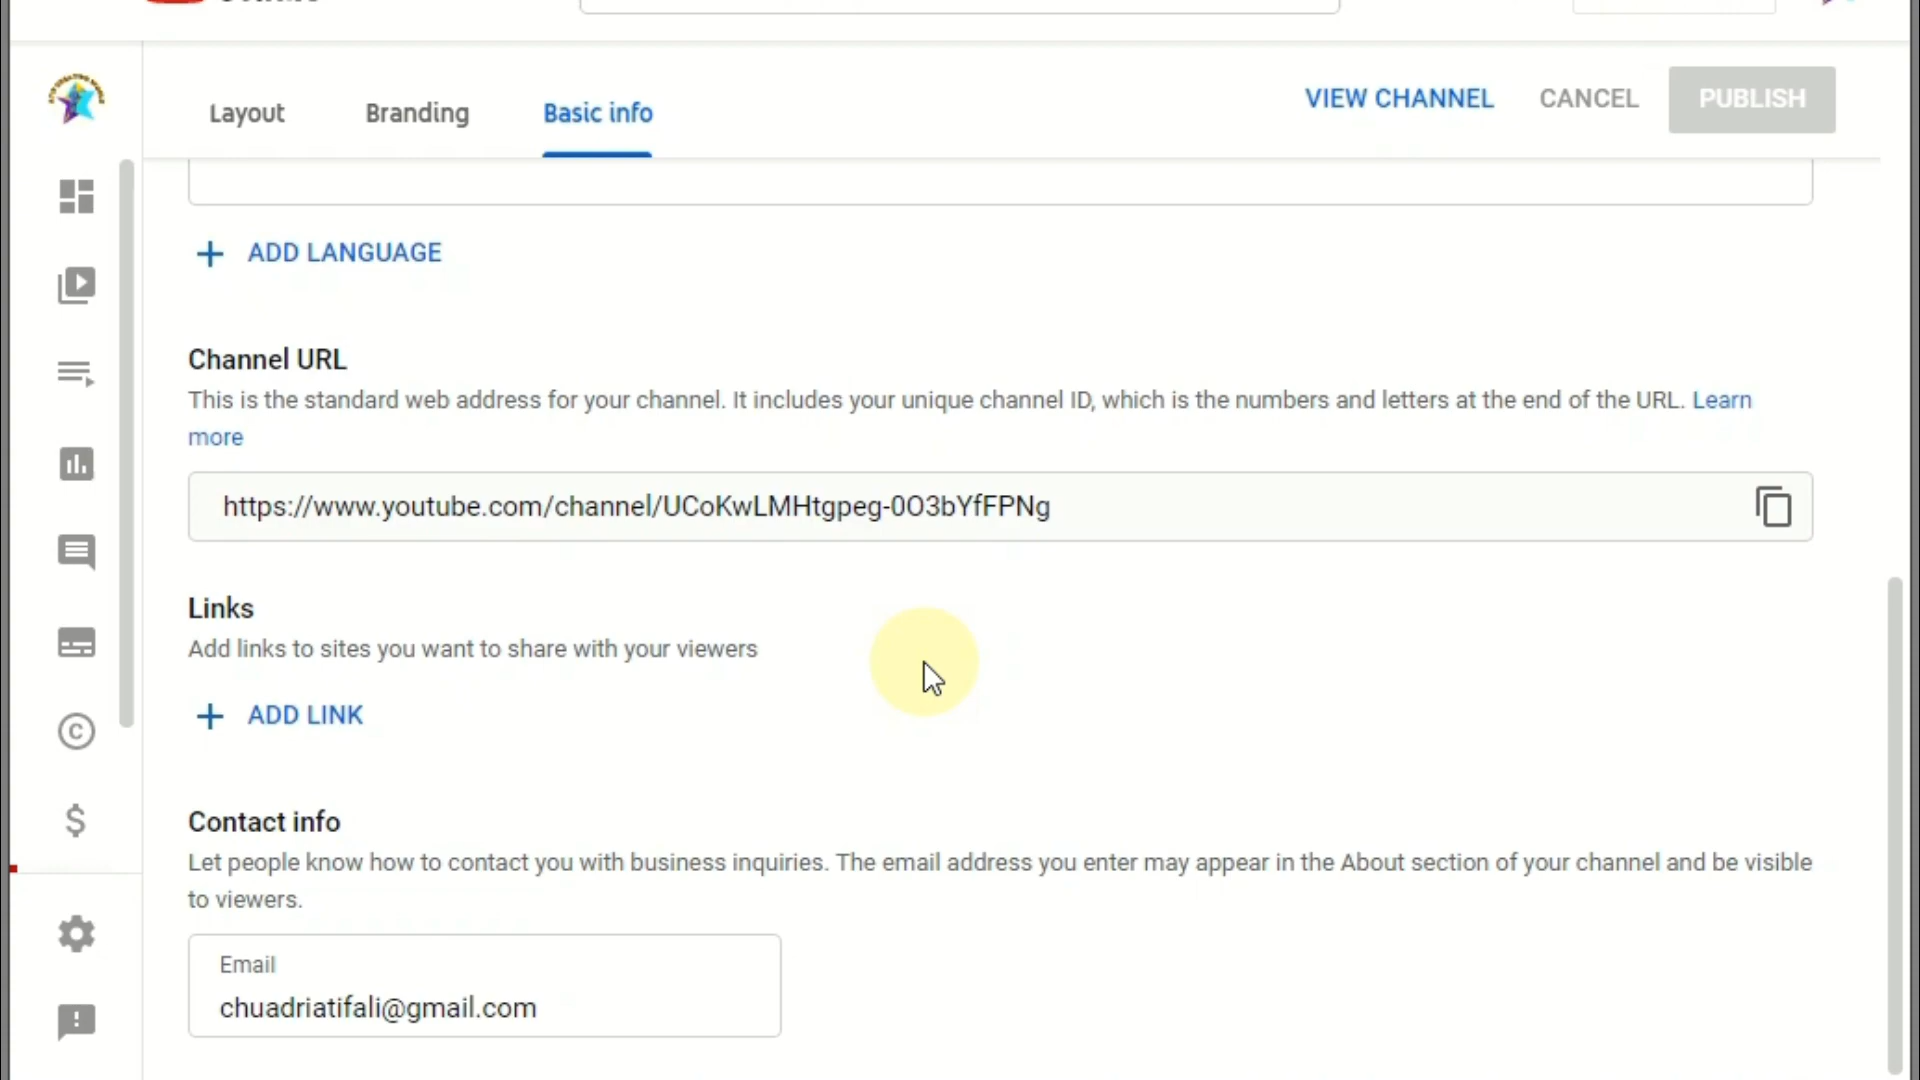 Layout
Branding
Basic info
VIEW CHANNEL
CANCEL
PUBLISH
+ ADD LANGUAGE
Channel URL
This is the standard web address for your channel. It includes your unique channel ID, which is the numbers and letters at the end of the URL. Learn
more
https://www.youtube.com/channel/UCoKwLMHtgpeg-0O3bYfFPNg
Links
Add links to sites you want to share with your viewers
+ ADD LINK
Contact info
Let people know how to contact you with business inquiries. The email address you enter may appear in the About section of your channel and be visible
to viewers.
Email
chuadriatifali@gmail.com